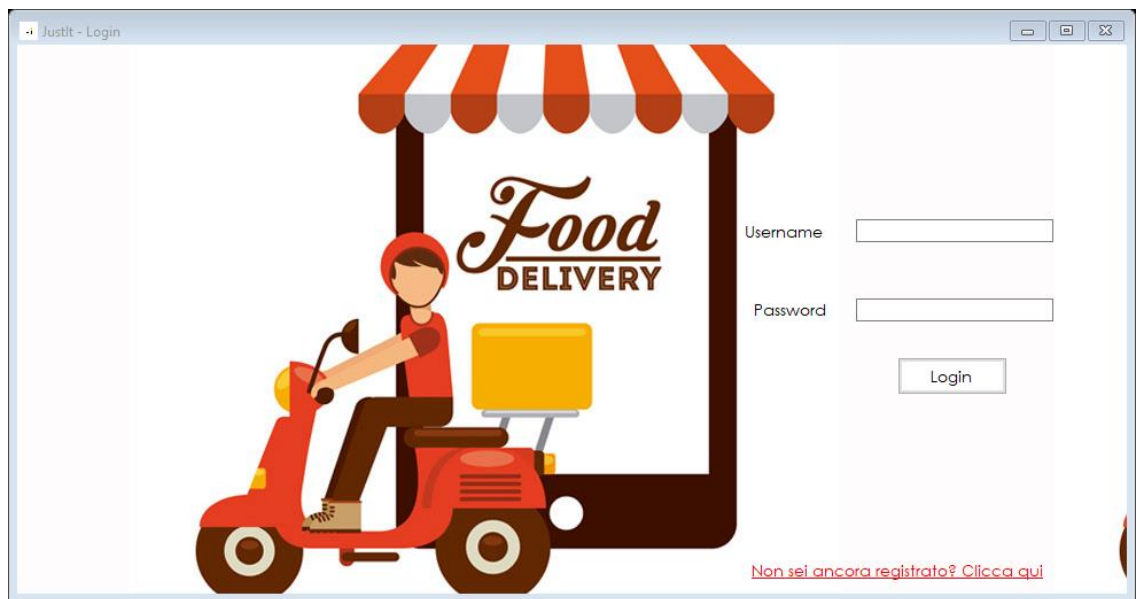 JustIt - Login
Food
DELIVERY
Username
Password
Login
Non sei ancora registrato? Clicca qui